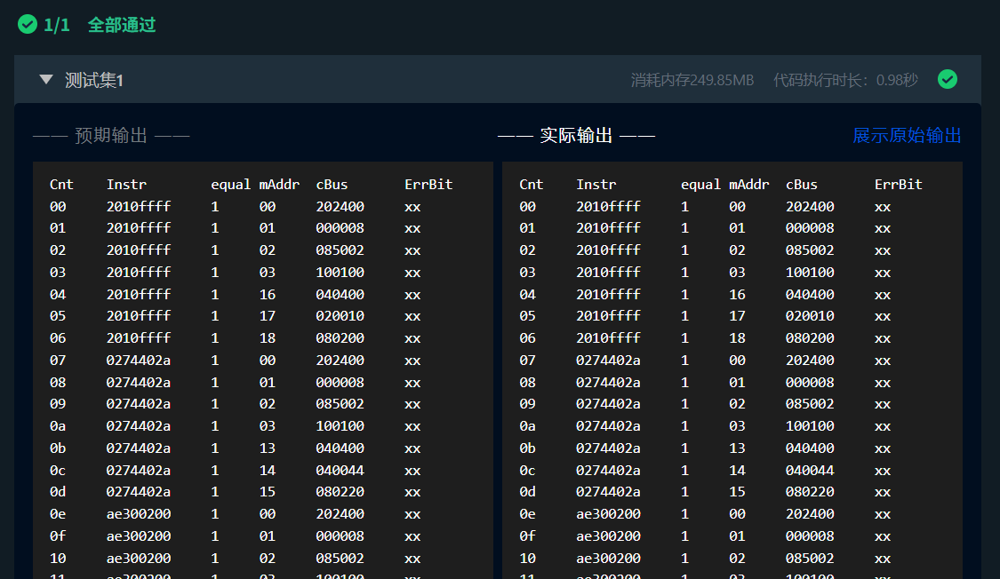 1/1 全部通过
测试集1 消耗内存249.85MB 代码执行时长：0.98秒
—— 预期输出 —— —— 实际输出 —— 展示原始输出
Cnt Instr equal mAddr cBus ErrBit Cnt Instr equal mAddr cBus ErrBit
00 2010ffff 1 00 202400 xx 00 2010ffff 1 00 202400 xx
01 2010ffff 1 01 000008 xx 01 2010ffff 1 01 000008 xx
02 2010ffff 1 02 085002 xx 02 2010ffff 1 02 085002 xx
03 2010ffff 1 03 100100 xx 03 2010ffff 1 03 100100 xx
04 2010ffff 1 16 040400 xx 04 2010ffff 1 16 040400 xx
05 2010ffff 1 17 020010 xx 05 2010ffff 1 17 020010 xx
06 2010ffff 1 18 080200 xx 06 2010ffff 1 18 080200 xx
07 0274402a 1 00 202400 xx 07 0274402a 1 00 202400 xx
08 0274402a 1 01 000008 xx 08 0274402a 1 01 000008 xx
09 0274402a 1 02 085002 xx 09 0274402a 1 02 085002 xx
0a 0274402a 1 03 100100 xx 0a 0274402a 1 03 100100 xx
0b 0274402a 1 13 040400 xx 0b 0274402a 1 13 040400 xx
0c 0274402a 1 14 040044 xx 0c 0274402a 1 14 040044 xx
0d 0274402a 1 15 080220 xx 0d 0274402a 1 15 080220 xx
0e ae300200 1 00 202400 xx 0e ae300200 1 00 202400 xx
0f ae300200 1 01 000008 xx 0f ae300200 1 01 000008 xx
10 ae300200 1 02 085002 xx 10 ae300200 1 02 085002 xx
11 ae300200 1 03 100100 xx 11 ae300200 1 03 100100 xx